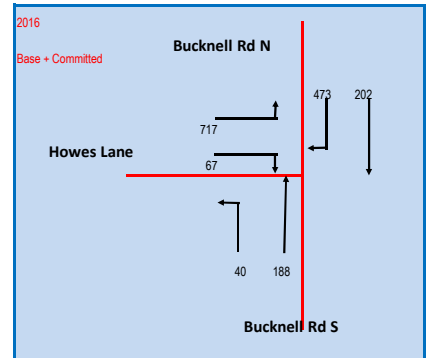 2016
Bucknell Rd N
Base + Committed
473 202
717
Howes Lane
67
40 188
Bucknell Rd S